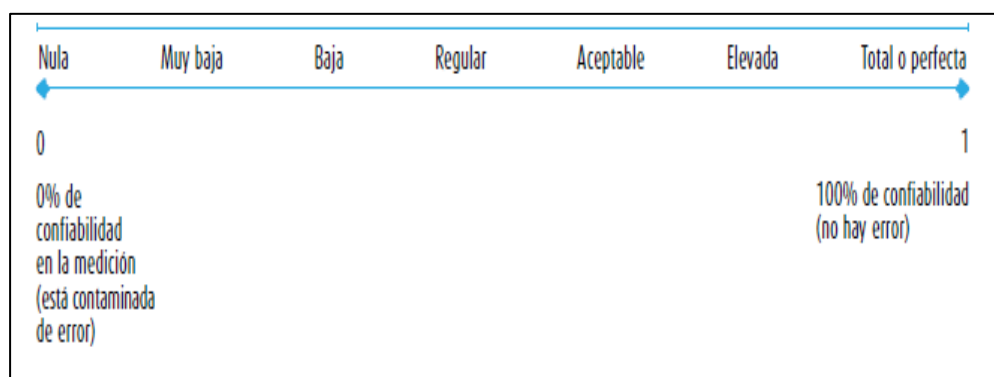 Nula Muy baja Baja Regular Aceptable Elevada Total o perfecta
0 1
0% de
confiabilidad
en la medición
(está contaminada
de error)
100% de confiabilidad
(no hay error)